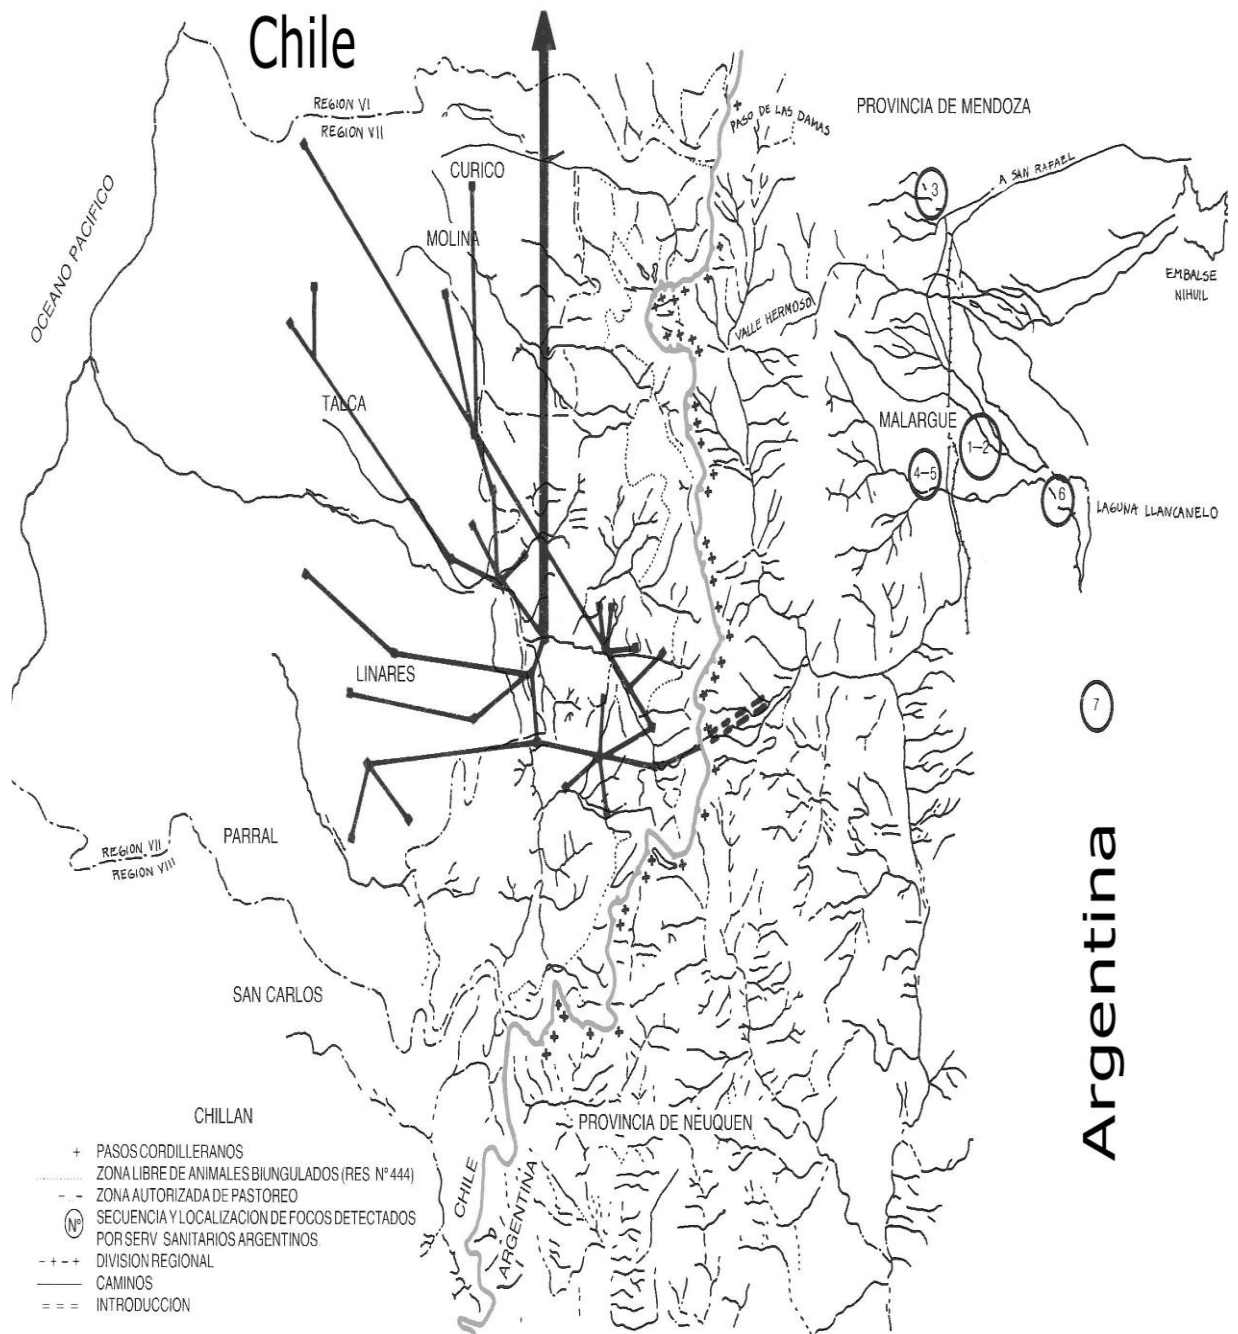 Chile
REGION VI
REGION VII
PASO DE LAS DAMAS
PROVINCIA DE MENDOZA
CURICO
A SAN RAFAEL
3
OCEANO PACIFICO
MOLINA
EMBALSE
NIHUIL
VALLE HERMOSO
TALCA
MALARGUE
1-2
4-5
6
LAGUNA LLANCANELO
LINARES
7
PARRAL
REGION VII
REGION VIII
Argentina
SAN CARLOS
CHILLAN
PROVINCIA DE NEUQUEN
CHILE
ARGENTINA
+ PASOS CORDILLERANOS
ZONA LIBRE DE ANIMALES BIUNGULADOS (RES N° 444)
ZONA AUTORIZADA DE PASTOREO
N° SECUENCIA Y LOCALIZACION DE FOCOS DETECTADOS
POR SERV SANITARIOS ARGENTINOS.
DIVISION REGIONAL
CAMINOS
INTRODUCCION